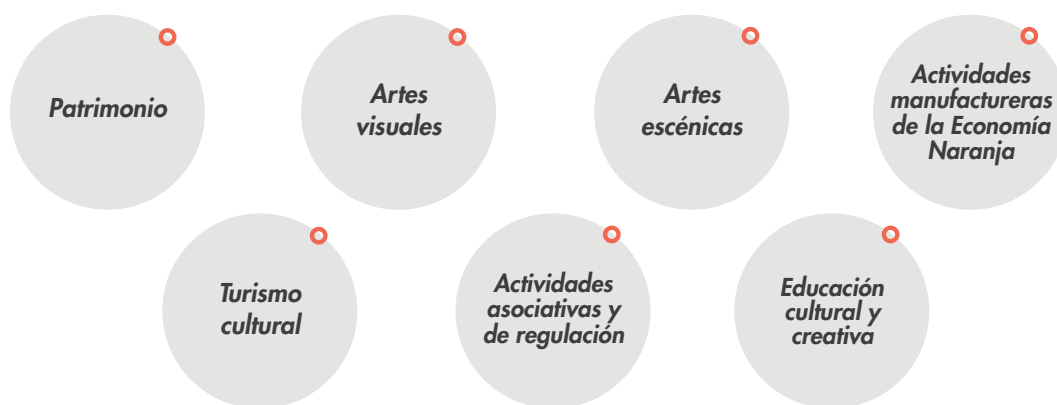 Patrimonio
Artes
visuales
Artes
escénicas
Actividades
manufactureras
de la Economía
Naranja
Turismo
cultural
Actividades
asociativas y
de regulación
Educación
cultural y
creativa